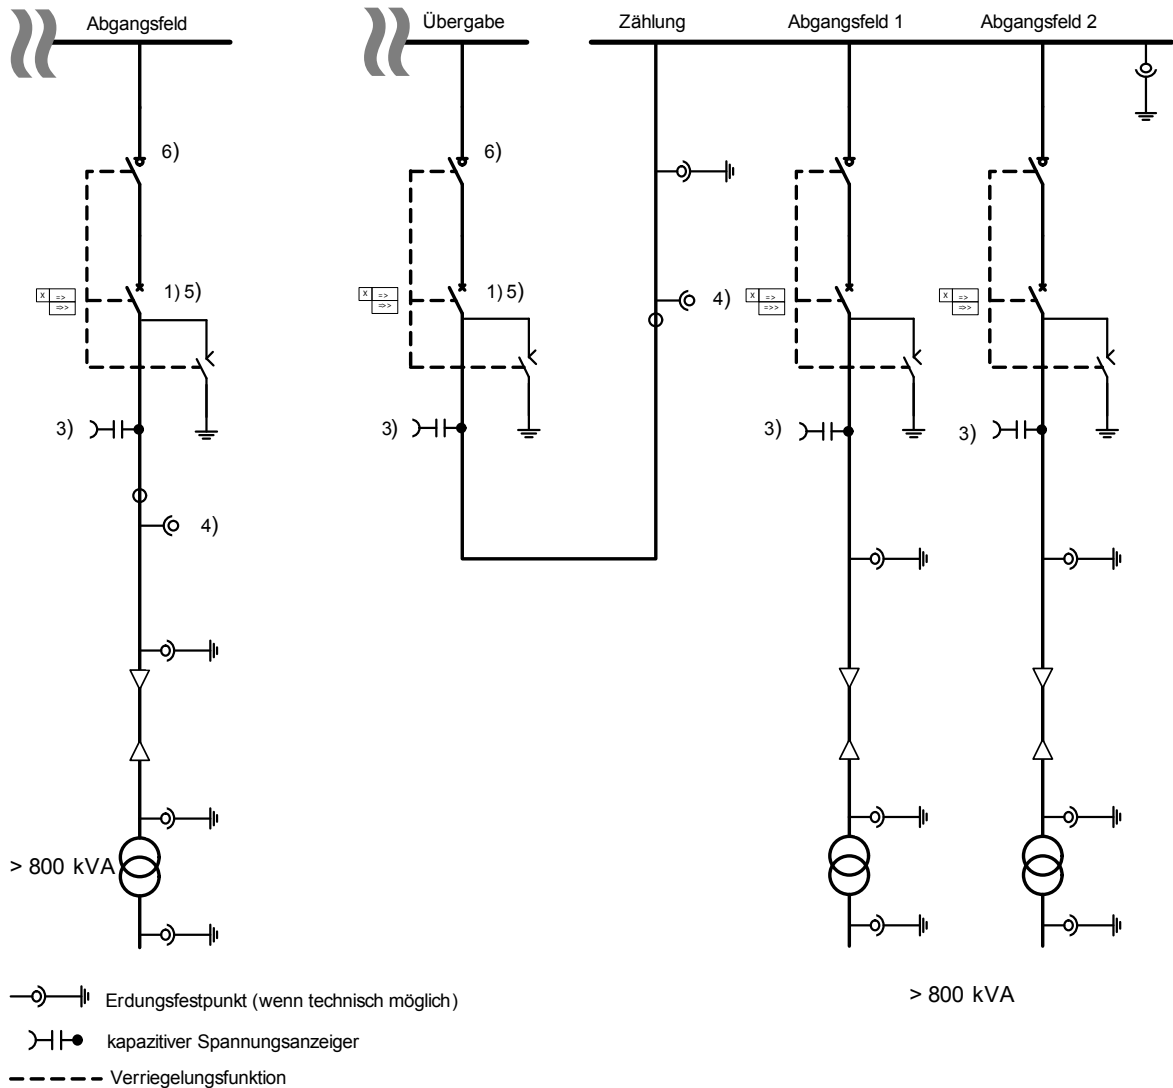 Abgangsfeld
Übergabe
Zählung
Abgangsfeld 1
Abgangsfeld 2
6)
6)
4)
X =>
=>>
1) 5)
X =>
=>>
1) 5)
X =>
=>>
X =>
=>>
3)
3)
3)
3)
4)
> 800 kVA
> 800 kVA
Erdungsfestpunkt (wenn technisch möglich)
kapazitiver Spannungsanzeiger
Verriegelungsfunktion